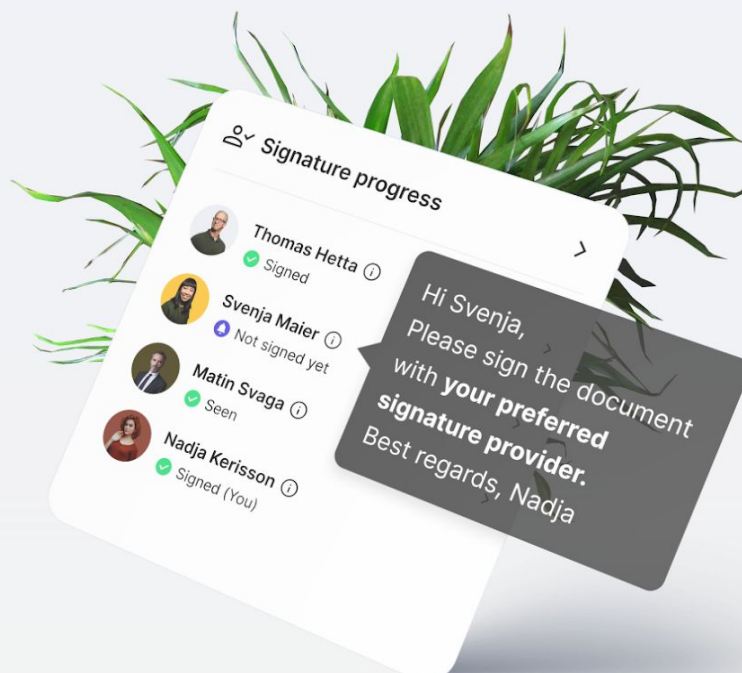 Signature progress
Thomas Hetta
Signed
Svenja Maier
Not signed yet
Matin Svaga
Seen
Nadja Kerisson
Signed (You)
Hi Svenja,
Please sign the document
with your preferred
signature provider.
Best regards, Nadja